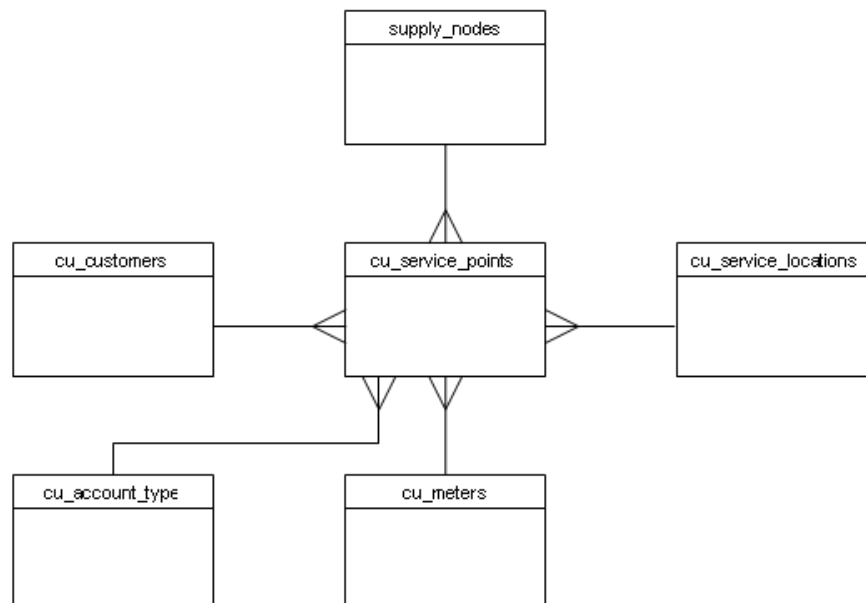 supply_nodes
cu_customers
cu_service_points
cu_service_locations
cu_account_type
cu_meters